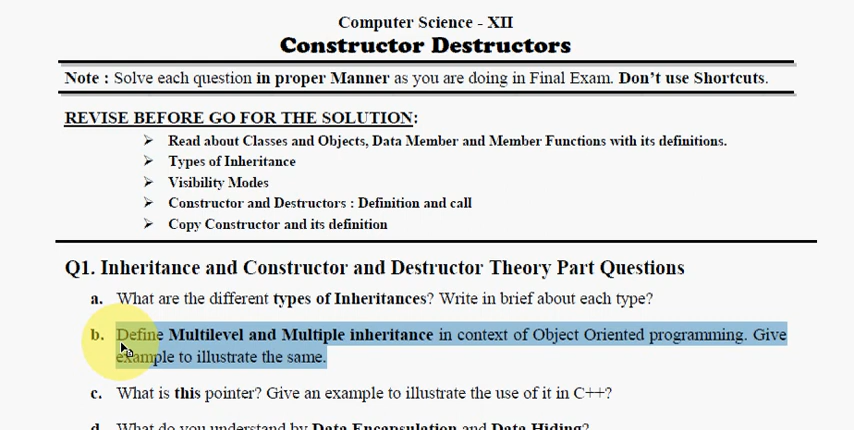 Computer Science - XII
Constructor Destructors
Note : Solve each question in proper Manner as you are doing in Final Exam. Don't use Shortcuts.
REVISE BEFORE GO FOR THE SOLUTION:
➢ Read about Classes and Objects, Data Member and Member Functions with its definitions.
➢ Types of Inheritance
➢ Visibility Modes
➢ Constructor and Destructors : Definition and call
➢ Copy Constructor and its definition
Q1. Inheritance and Constructor and Destructor Theory Part Questions
a. What are the different types of Inheritances? Write in brief about each type?
b. Define Multilevel and Multiple inheritance in context of Object Oriented programming. Give
example to illustrate the same.
c. What is this pointer? Give an example to illustrate the use of it in C++?
d. What do you understand by Data Encapsulation and Data Hiding?